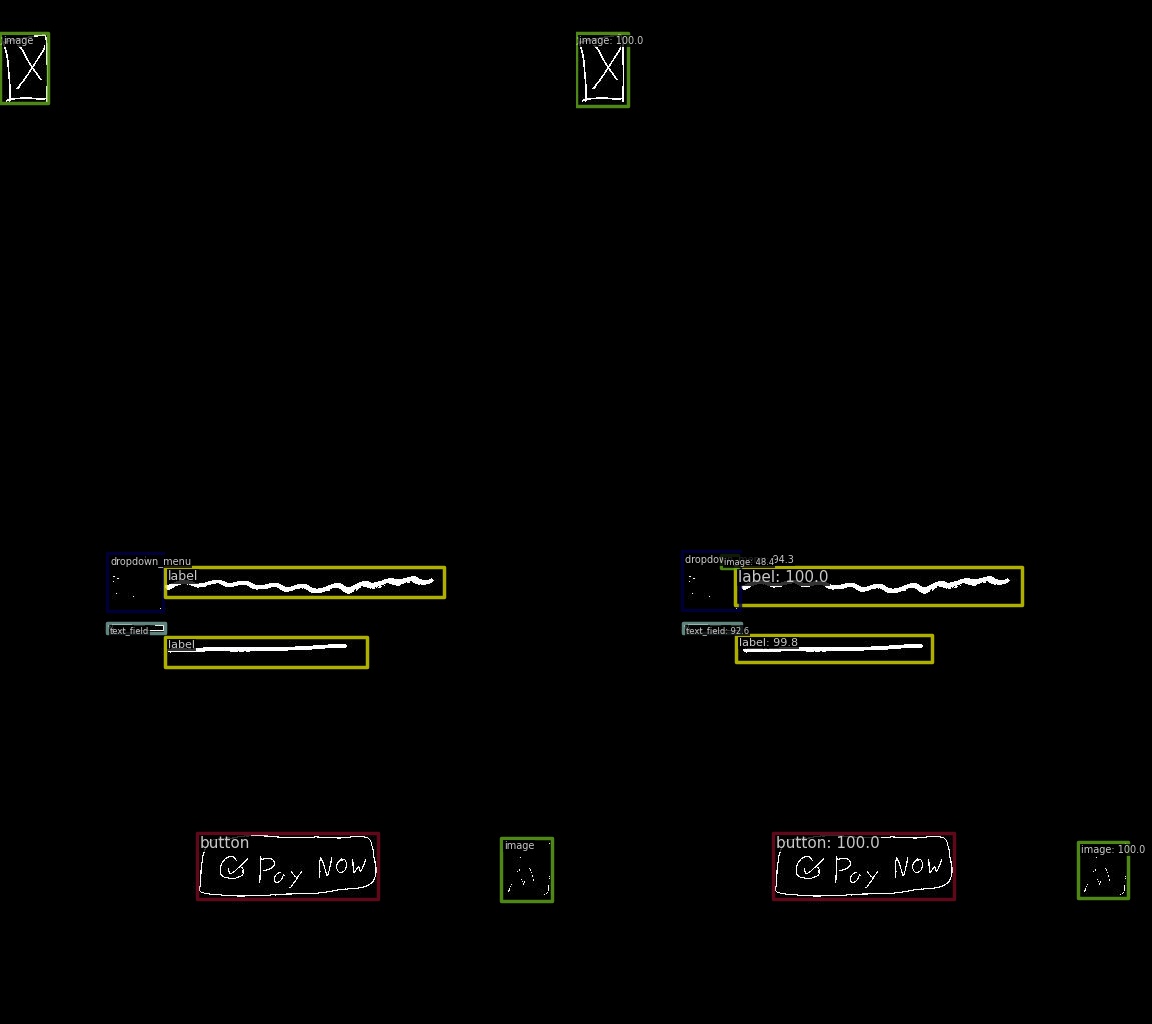 image
image: 100.0
dropdown_menu
label
94.3
image: 48.4
label: 100.0
text_field
text_field: 92.6
label
label: 99.8
button
Pay NOW
image
button: 100.0
Pay NOW
image: 100.0